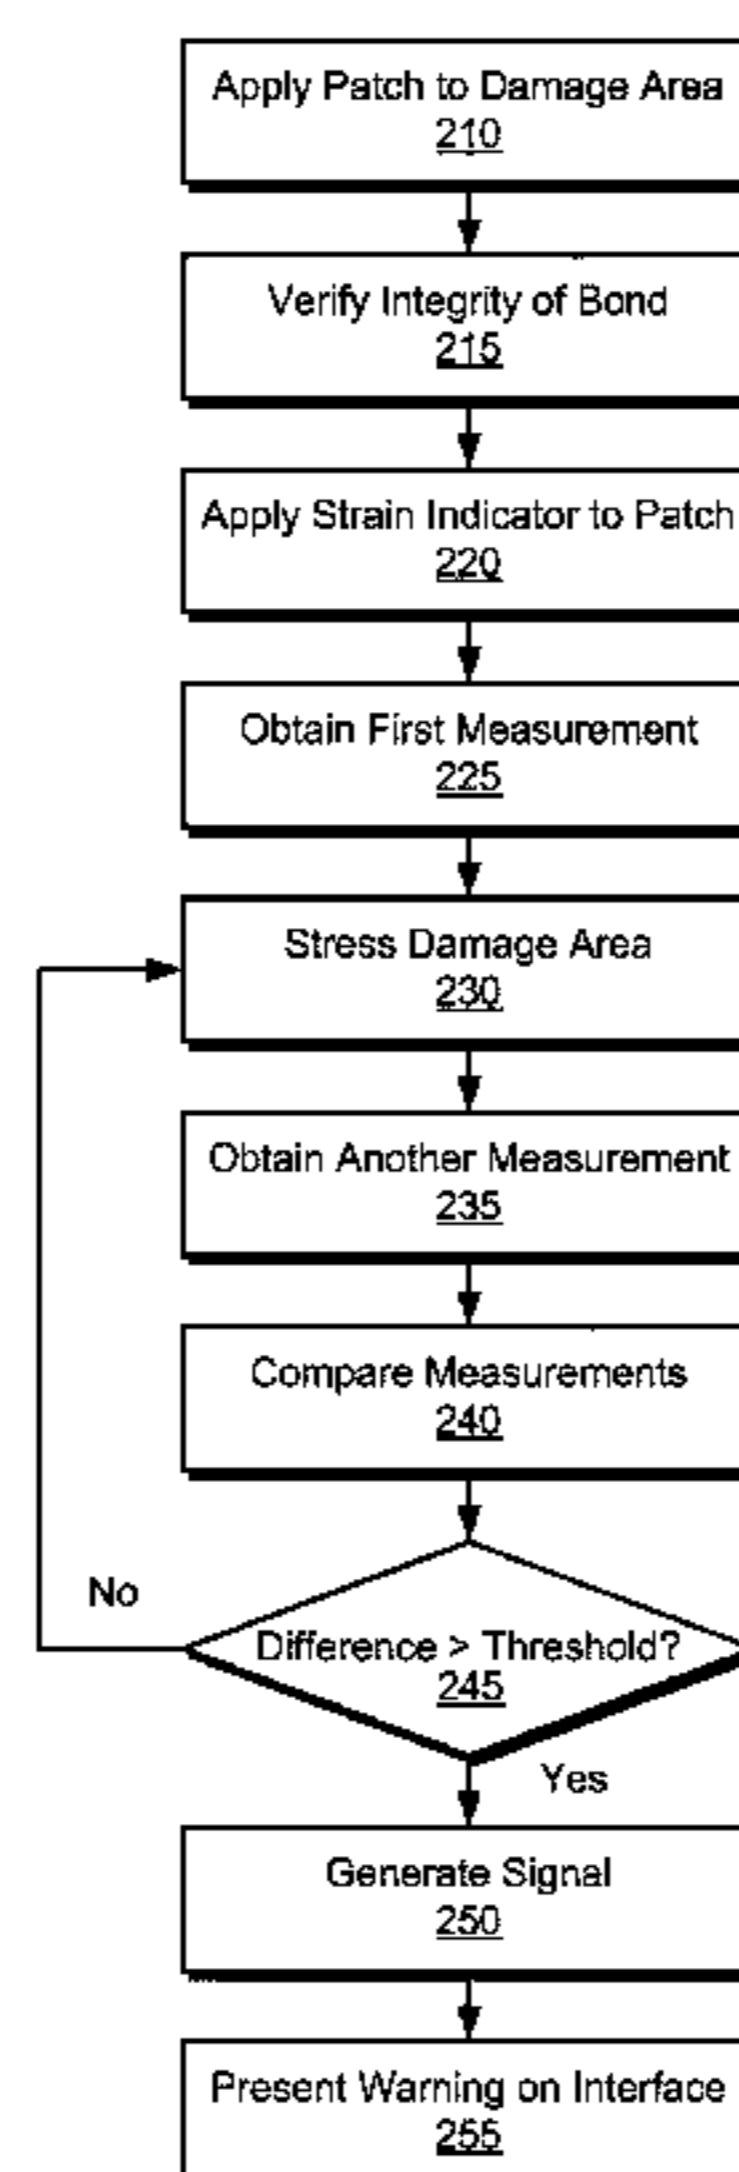 Apply Patch to Damage Area
210
Verify Integrity of Bond
215
Apply Strain Indicator to Patch
220
Obtain First Measurement
225
Stress Damage Area
230
Obtain Another Measurement
235
Compare Measurements
240
No
Difference > Threshold?
245
Yes
Generate Signal
250
Present Warning on Interface
255